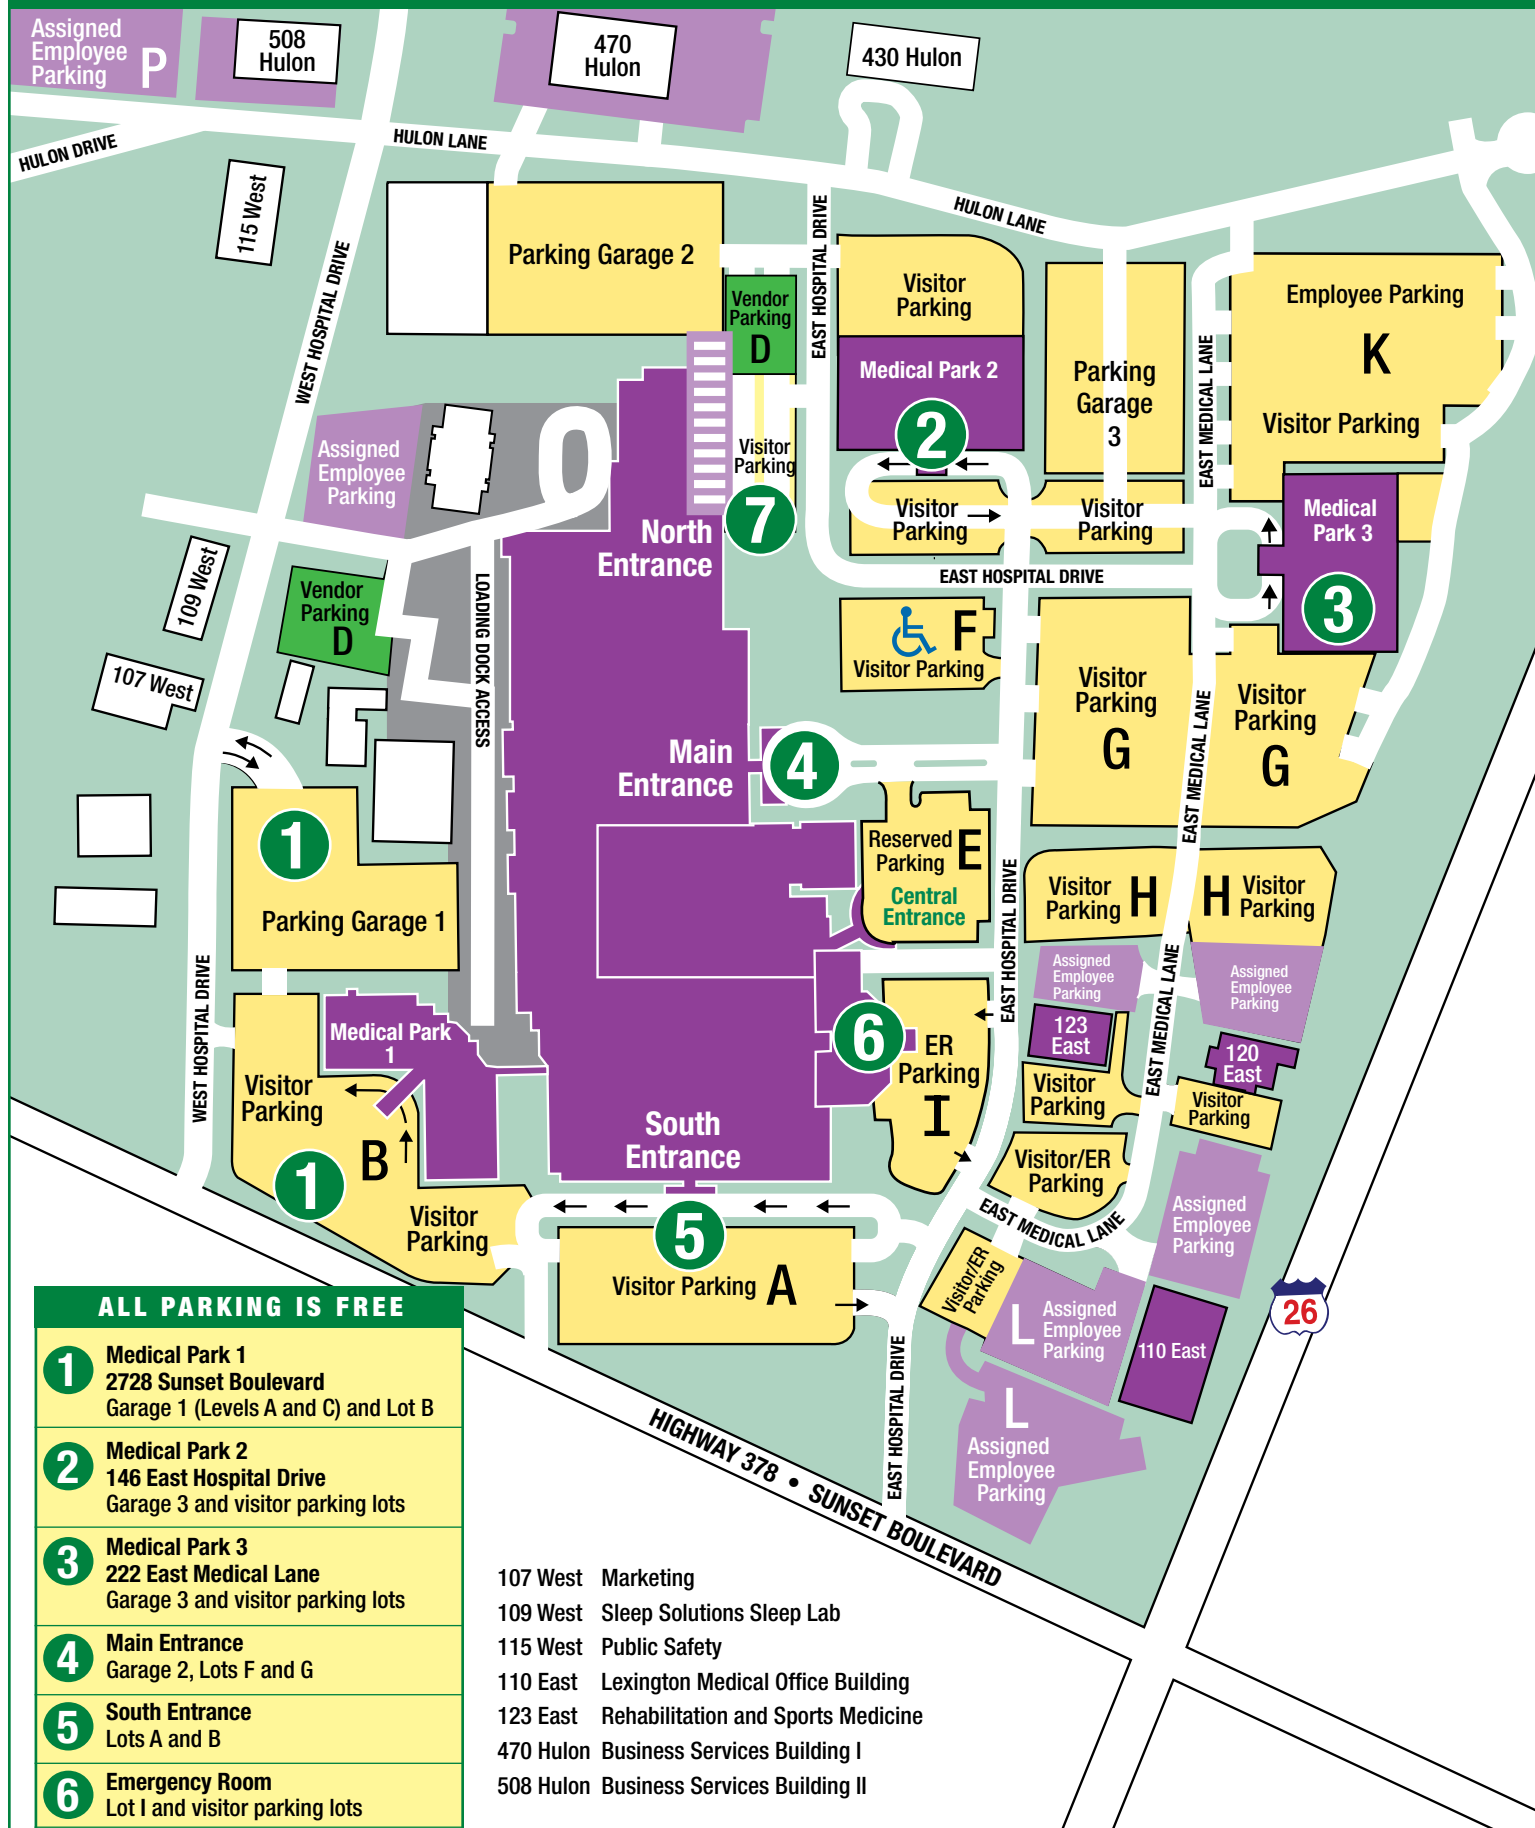 Assigned
Employee
Parking
P
508
Hulon
470
Hulon
430 Hulon
HULON DRIVE
HULON LANE
115 West
WEST HOSPITAL DRIVE
Parking Garage 2
EAST HOSPITAL DRIVE
HULON LANE
Visitor
Parking
Vendor
Parking
D
Employee Parking
K
Visitor Parking
Medical Park 2
2
Parking
Garage
3
EAST MEDICAL LANE
Assigned
Employee
Parking
Visitor
Parking
7
Visitor
Parking
Visitor
Parking
Medical
Park 3
3
North
Entrance
EAST HOSPITAL DRIVE
109 West
Vendor
Parking
D
LOADING DOCK ACCESS
F
Visitor Parking
107 West
Visitor
Parking
G
Visitor
Parking
G
EAST MEDICAL LANE
Main
Entrance
4
1
Parking Garage 1
Reserved
Parking
E
Central
Entrance
EAST HOSPITAL DRIVE
Visitor
Parking
H
H
Visitor
Parking
Assigned
Employee
Parking
Assigned
Employee
Parking
EAST MEDICAL LANE
WEST HOSPITAL DRIVE
Medical Park
1
6
ER
Parking
I
123
East
120
East
Visitor
Parking
Visitor
Parking
Visitor
Parking
B
1
Visitor
Parking
South
Entrance
5
Visitor/ER
Parking
EAST MEDICAL LANE
Assigned
Employee
Parking
Visitor Parking
A
Visitor/ER
Parking
L
Assigned
Employee
Parking
110 East
26
EAST HOSPITAL DRIVE
L
Assigned
Employee
Parking
HIGHWAY 378 • SUNSET BOULEVARD
ALL PARKING IS FREE
1
Medical Park 1
2728 Sunset Boulevard
Garage 1 (Levels A and C) and Lot B
2
Medical Park 2
146 East Hospital Drive
Garage 3 and visitor parking lots
3
Medical Park 3
222 East Medical Lane
Garage 3 and visitor parking lots
4
Main Entrance
Garage 2, Lots F and G
5
South Entrance
Lots A and B
6
Emergency Room
Lot I and visitor parking lots
107 West Marketing
109 West Sleep Solutions Sleep Lab
115 West Public Safety
110 East Lexington Medical Office Building
123 East Rehabilitation and Sports Medicine
470 Hulon Business Services Building I
508 Hulon Business Services Building II